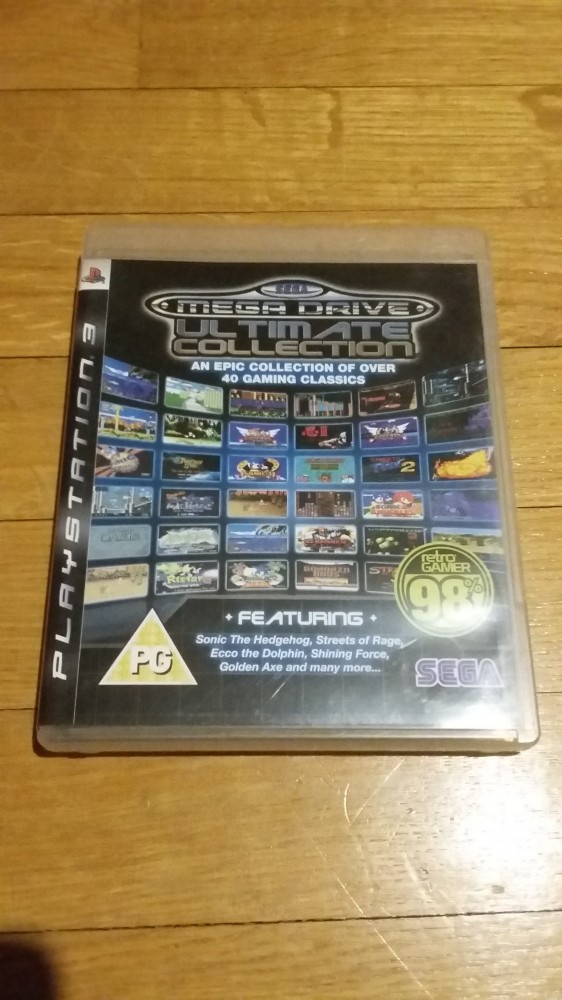 PLAYSTATION 3
SEGA
MEGA DRIVE
ULTIMATE
COLLECTION
AN EPIC COLLECTION OF OVER
40 GAMING CLASSICS
Ristar
retro
GAMER
98%
FEATURING
Sonic The Hedgehog, Streets of Rage,
Ecco the Dolphin, Shining Force,
Golden Axe and many more...
PG
SEGA